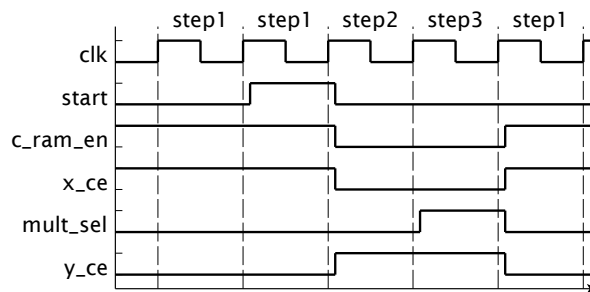 step1 step1 step2 step3 step1
clk
start
c_ram_en
x_ce
mult_sel
y_ce